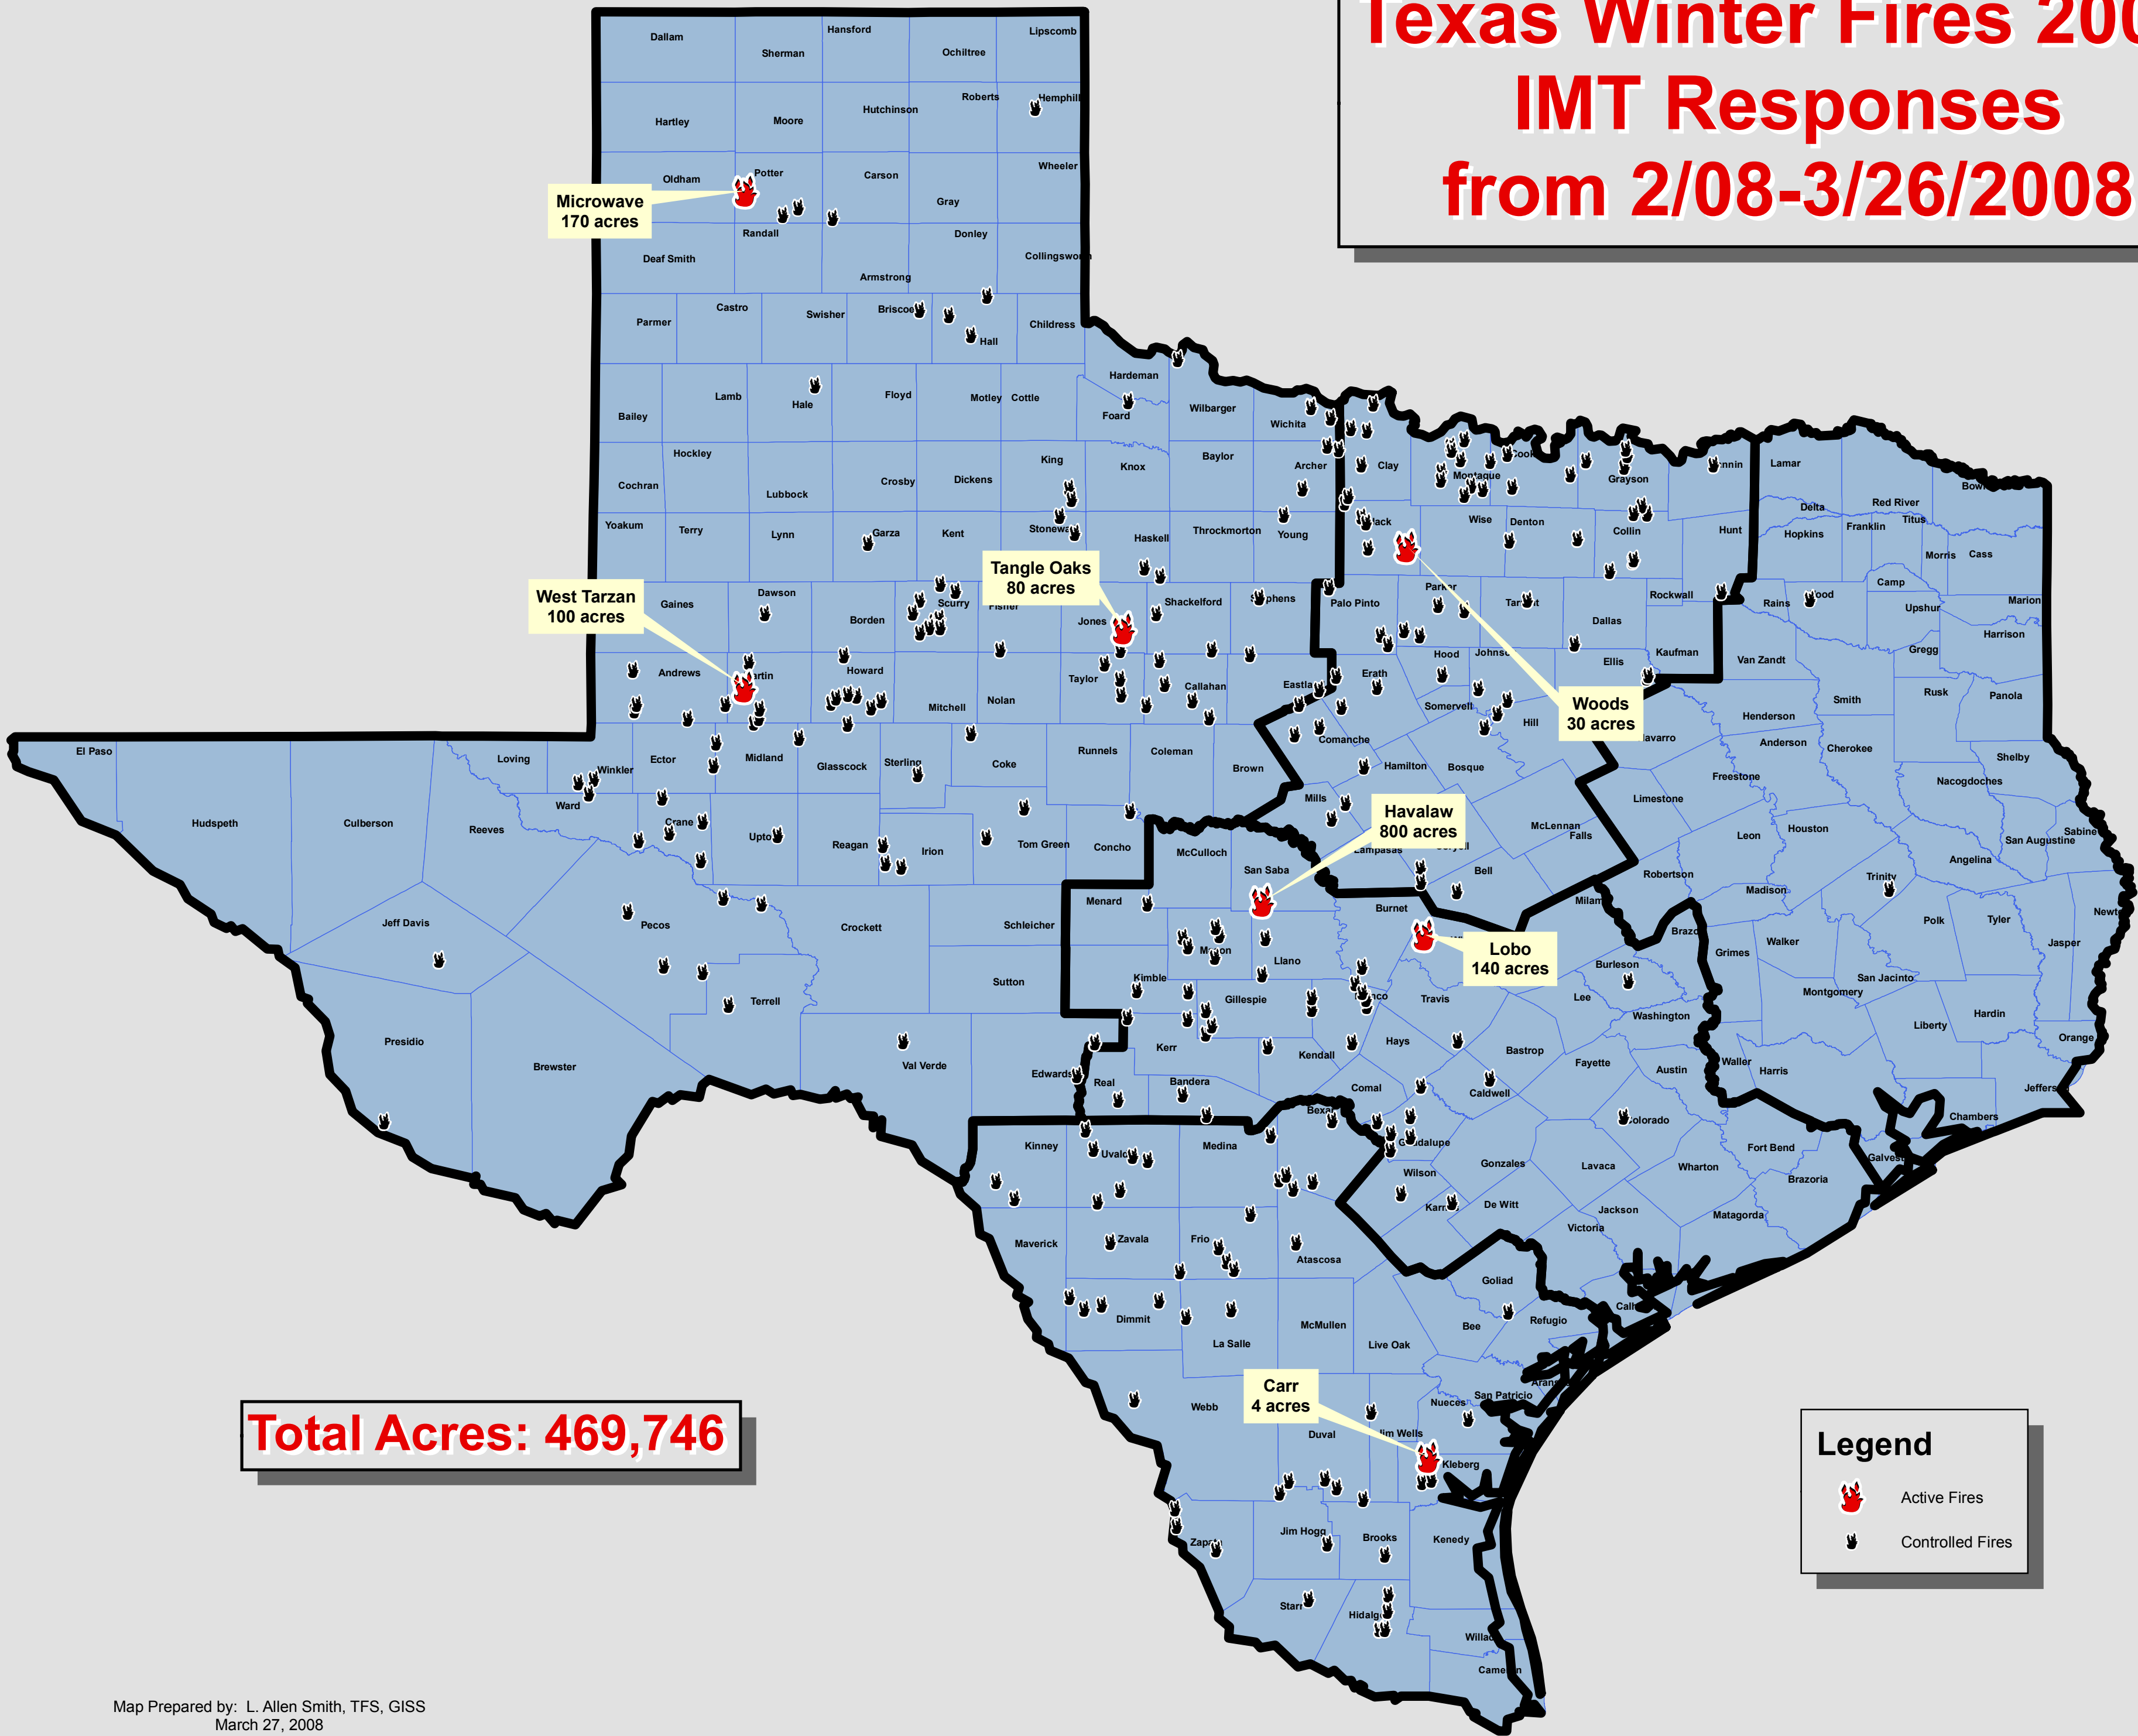 Texas Winter Fires
IMT Responses
from 2/08-3/26/2008
Dallam
Sherman
Hansford
Ochiltree
Lipscomb
Hartley
Moore
Hutchinson
Roberts
Hemphill
Oldham
Potter
Carson
Gray
Wheeler
Microwave
170 acres
Deaf Smith
Randall
Armstrong
Donley
Parmer
Castro
Swisher
Briscoe
Hall
Childress
Bailey
Lamb
Hale
Floyd
Motley
Cottle
Hardeman
Foard
Wilbarger
Wichita
Cochran
Hockley
Lubbock
Crosby
Dickens
King
Knox
Baylor
Archer
Clay
Montague
Grayson
Lamar
Red River
Delta
Franklin
Titus
Yoakum
Terry
Lynn
Garza
Kent
Haskell
Throckmorton
Young
Wise
Denton
Collin
Hunt
Hopkins
Morris
Cass
Tangle Oaks
80 acres
West Tarzan
100 acres
Gaines
Dawson
Borden
Scurry
Jones
Shackelford
Palo Pinto
Dallas
Rockwall
Rains
Camp
Upshur
Marion
Harrison
Gregg
Kaufman
Van Zandt
Andrews
Howard
Mitchell
Nolan
Taylor
Callahan
Erath
Hood
Ellis
Somervell
Hill
Woods
30 acres
Henderson
Smith
Rusk
Panola
Anderson
Cherokee
Shelby
El Paso
Hudspeth
Culberson
Reeves
Loving
Winkler
Ward
Ector
Midland
Glasscock
Sterling
Coke
Runnels
Coleman
Brown
Comanche
Hamilton
Bosque
Mills
McLennan
Falls
Limestone
Freestone
Nacogdoches
Leon
Houston
San Augustine
Sabine
Angelina
Havalaw
800 acres
Crane
Reagan
Irion
Tom Green
Concho
McCulloch
San Saba
Bell
Robertson
Madison
Trinity
Jeff Davis
Pecos
Crockett
Schleicher
Menard
Burnet
Lobo
140 acres
Milam
Burleson
Grimes
Walker
Polk
Tyler
Jasper
Presidio
Brewster
Terrell
Sutton
Kimble
Llano
Gillespie
Travis
Lee
Washington
San Jacinto
Montgomery
Liberty
Hardin
Orange
Val Verde
Edwards
Real
Kerr
Kendall
Bandera
Hays
Comal
Bastrop
Caldwell
Fayette
Austin
Waller
Harris
Chambers
Kinney
Medina
Wilson
Gonzales
Lavaca
Wharton
Fort Bend
Brazoria
Maverick
Zavala
Frio
Atascosa
De Witt
Jackson
Victoria
Matagorda
Goliad
Dimmit
La Salle
McMullen
Live Oak
Bee
Refugio
Webb
Duval
Jim Wells
Nueces
San Patricio
Carr
4 acres
Kleberg
Jim Hogg
Brooks
Kenedy
Total Acres: 469,746
Legend
Active Fires
Controlled Fires
Map Prepared by: L. Allen Smith, TFS, GISS
March 27, 2008